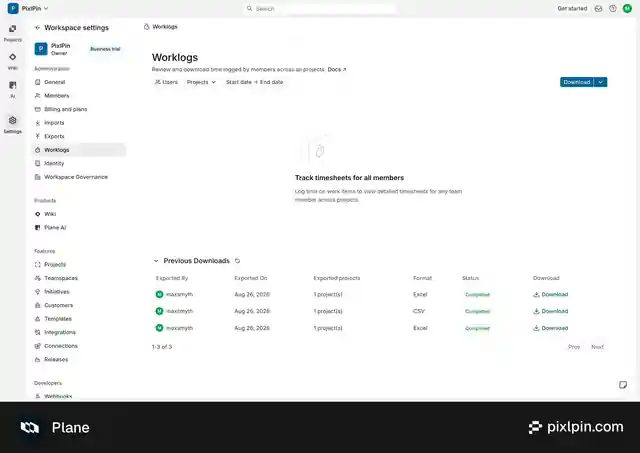 P PixlPin
Search
Get started
M
Projects
Wiki
AI
Settings
Workspace settings
P PixlPin
Owner
Business trial
Administration
General
Members
Billing and plans
Imports
Exports
Worklogs
Identity
Workspace Governance
Products
Wiki
Plane AI
Features
Projects
Teamspaces
Initiatives
Customers
Templates
Integrations
Connections
Releases
Developers
Webhooks
Worklogs
Worklogs
Review and download time logged by members across all projects. Docs ↗
Users Projects Start date → End date Download
Track timesheets for all members
Log time on work items to view detailed timesheets for any team
member across projects.
Previous Downloads
Exported By Exported On Exported projects Format Status Download
M maxsmyth Aug 26, 2026 1 project(s) Excel Completed Download
M maxsmyth Aug 26, 2026 1 project(s) CSV Completed Download
M maxsmyth Aug 26, 2026 1 project(s) Excel Completed Download
1-3 of 3 Prev Next
Plane
pixlpin.com